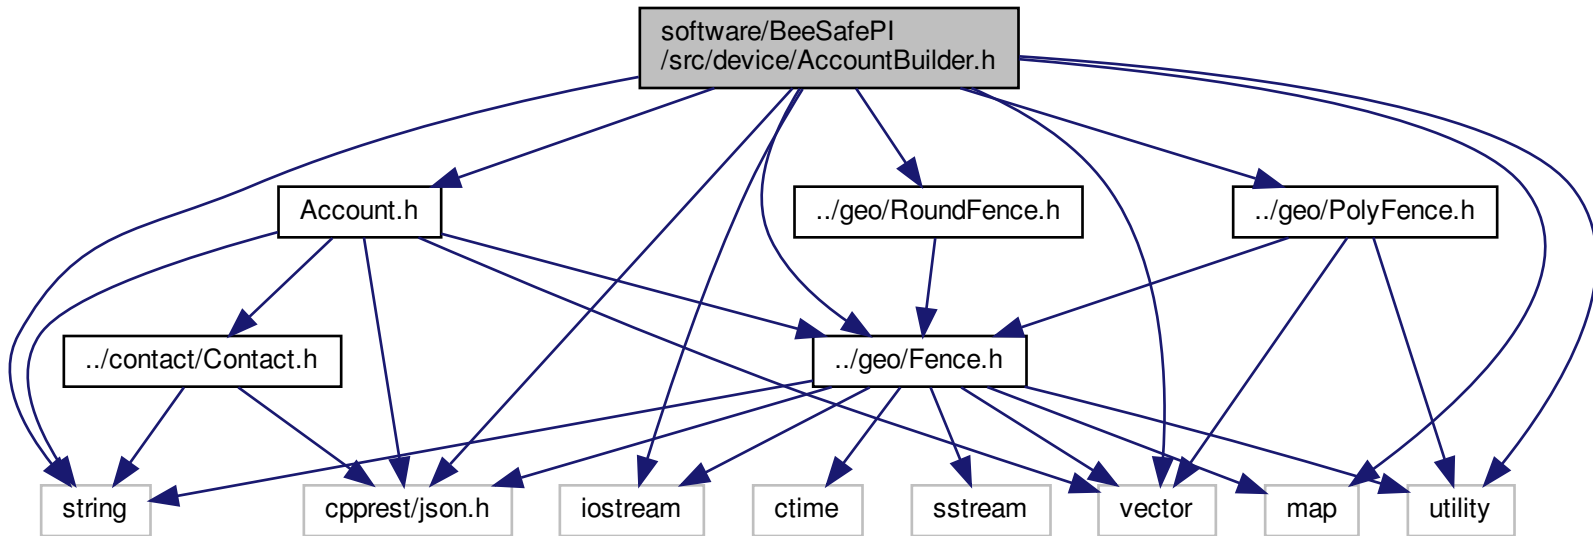 software/BeeSafePI
/src/device/AccountBuilder.h
Account.h
../geo/RoundFence.h
../geo/PolyFence.h
../contact/Contact.h
../geo/Fence.h
string
cpprest/json.h
iostream
ctime
sstream
vector
map
utility